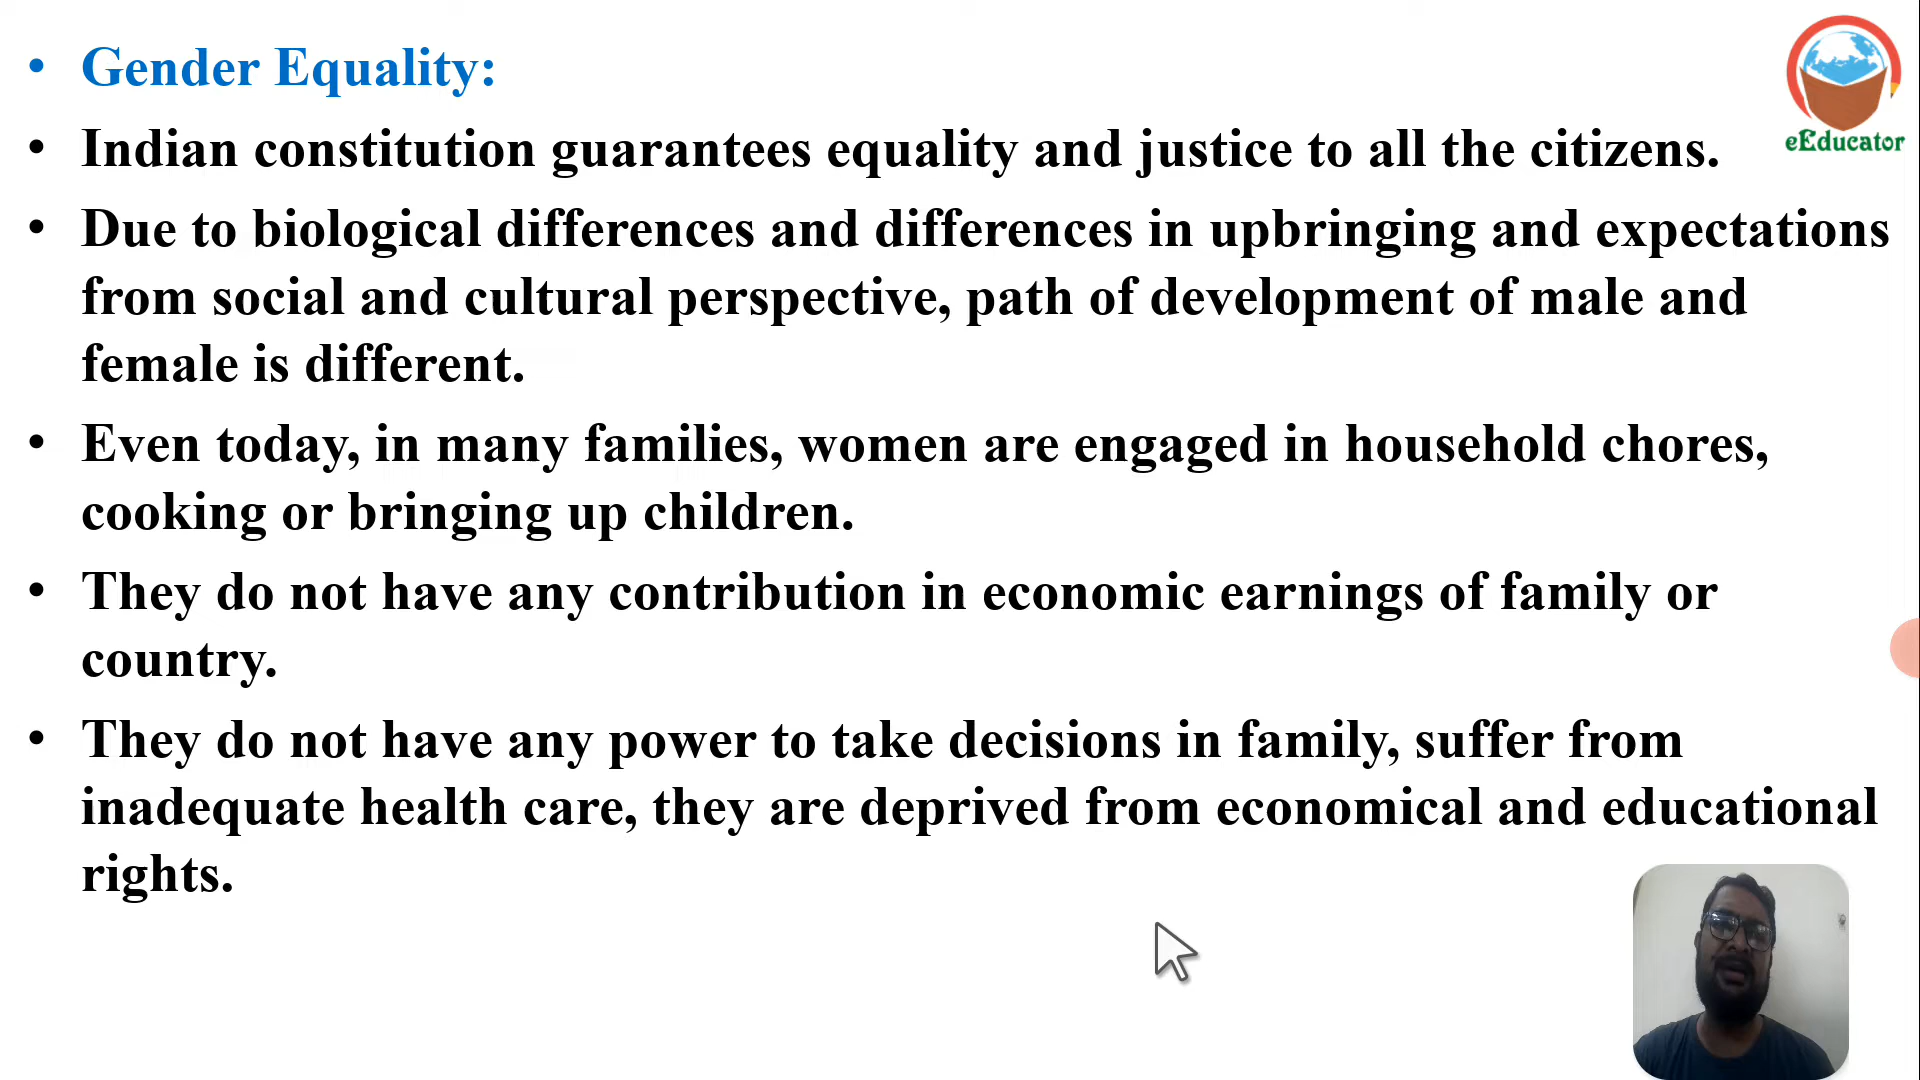 • Gender Equality:
• Indian constitution guarantees equality and justice to all the citizens.
• Due to biological differences and differences in upbringing and expectations
from social and cultural perspective, path of development of male and
female is different.
• Even today, in many families, women are engaged in household chores,
cooking or bringing up children.
• They do not have any contribution in economic earnings of family or
country.
• They do not have any power to take decisions in family, suffer from
inadequate health care, they are deprived from economical and educational
rights.
eEducator